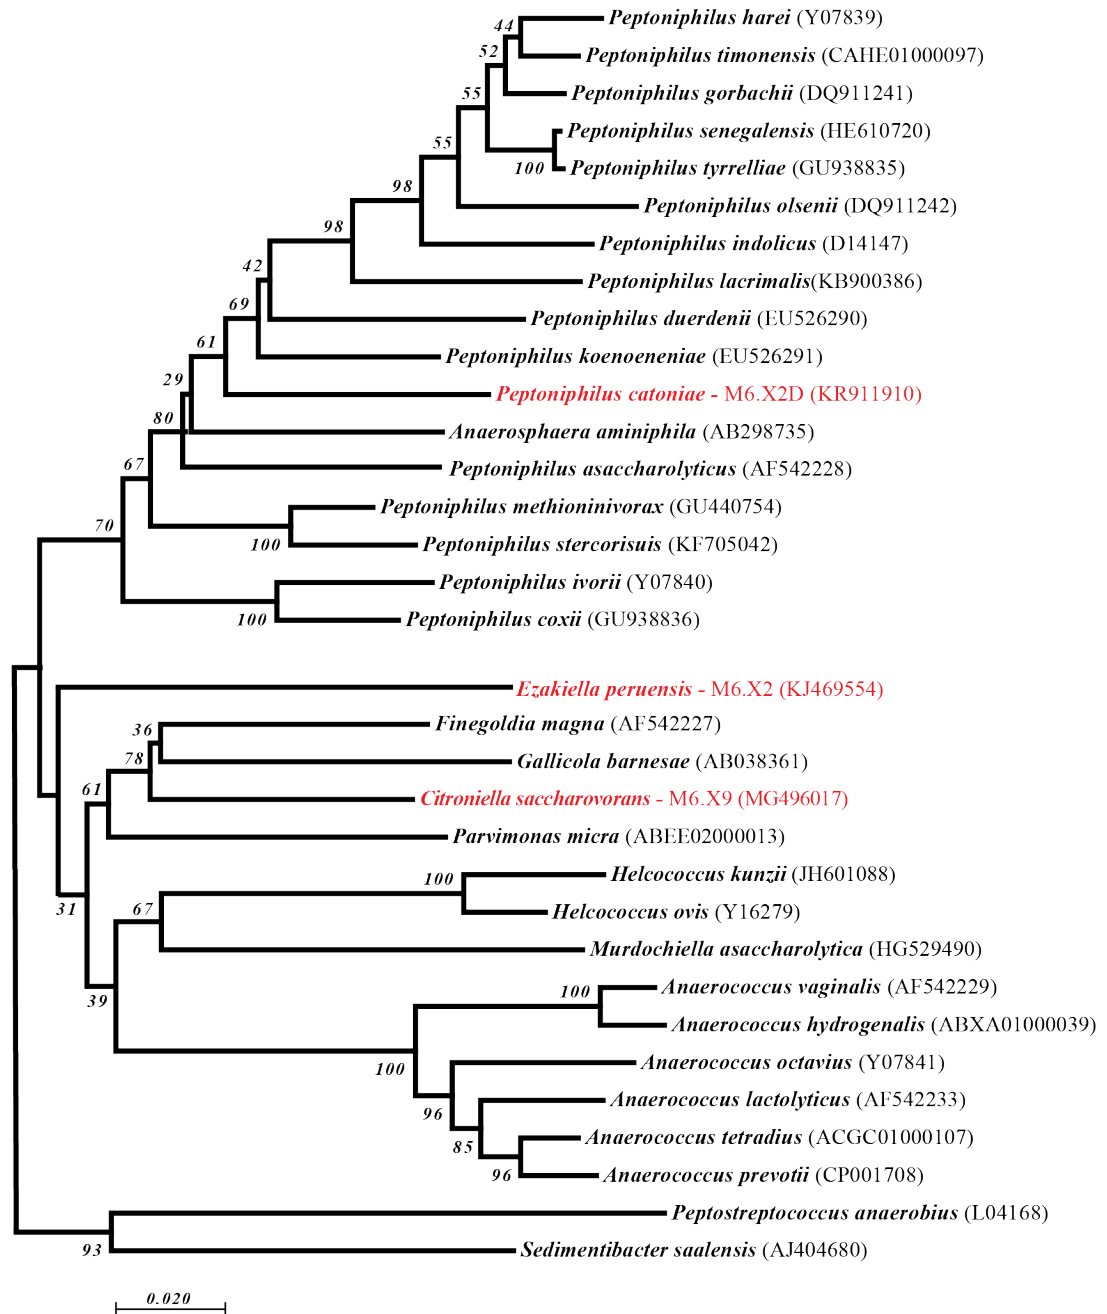 44
Peptoniphilus harei (Y07839)
52
Peptoniphilus timonensis (CAHE01000097)
55
Peptoniphilus gorbachii (DQ911241)
Peptoniphilus senegalensis (HE610720)
55
100
Peptoniphilus tyrrelliae (GU938835)
98
Peptoniphilus olsenii (DQ911242)
98
Peptoniphilus indolicus (D14147)
42
Peptoniphilus lacrimalis(KB900386)
69
Peptoniphilus duerdenii (EU526290)
61
Peptoniphilus koenoeneniae (EU526291)
29
Peptoniphilus catoniae - M6.X2D (KR911910)
80
Anaerosphaera aminiphila (AB298735)
67
Peptoniphilus asaccharolyticus (AF542228)
Peptoniphilus methioninivorax (GU440754)
70
100
Peptoniphilus stercorisuis (KF705042)
Peptoniphilus ivorii (Y07840)
100
Peptoniphilus coxii (GU938836)
Ezakiella peruensis - M6.X2 (KJ469554)
36
Finegoldia magna (AF542227)
78
Gallicola barnesae (AB038361)
61
Citroniella saccharovorans - M6.X9 (MG496017)
Parvimonas micra (ABEE02000013)
100
Helcococcus kunzii (JH601088)
31
67
Helcococcus ovis (Y16279)
Murdochiella asaccharolytica (HG529490)
100
Anaerococcus vaginalis (AF542229)
39
Anaerococcus hydrogenalis (ABXA01000039)
100
Anaerococcus octavius (Y07841)
96
Anaerococcus lactolyticus (AF542233)
85
Anaerococcus tetradius (ACGC01000107)
96
Anaerococcus prevotii (CP001708)
Peptostreptococcus anaerobius (L04168)
93
Sedimentibacter saalensis (AJ404680)
0.020